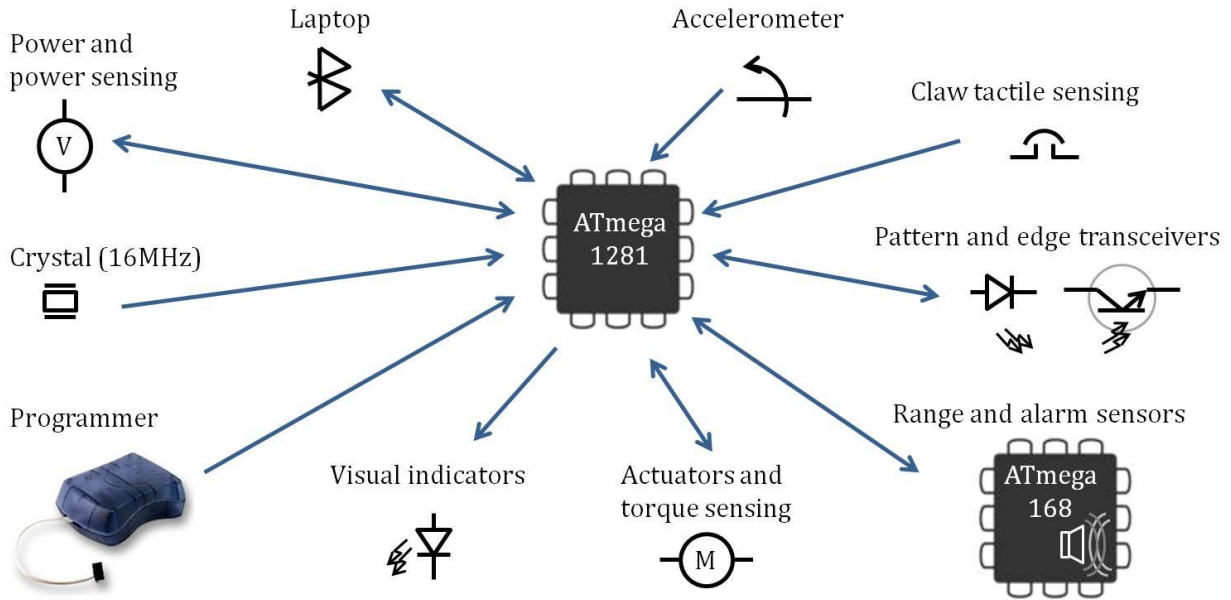 Laptop
Accelerometer
Power and
power sensing
V
Claw tactile sensing
ATmega
1281
Pattern and edge transceivers
Crystal (16MHz)
Programmer
Range and alarm sensors
Visual indicators
Actuators and
torque sensing
M
ATmega
168